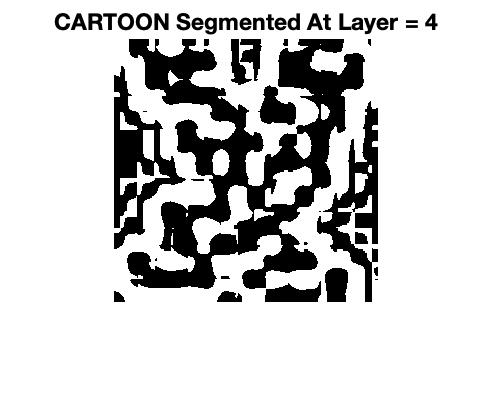 CARTOON Segmented At Layer = 4